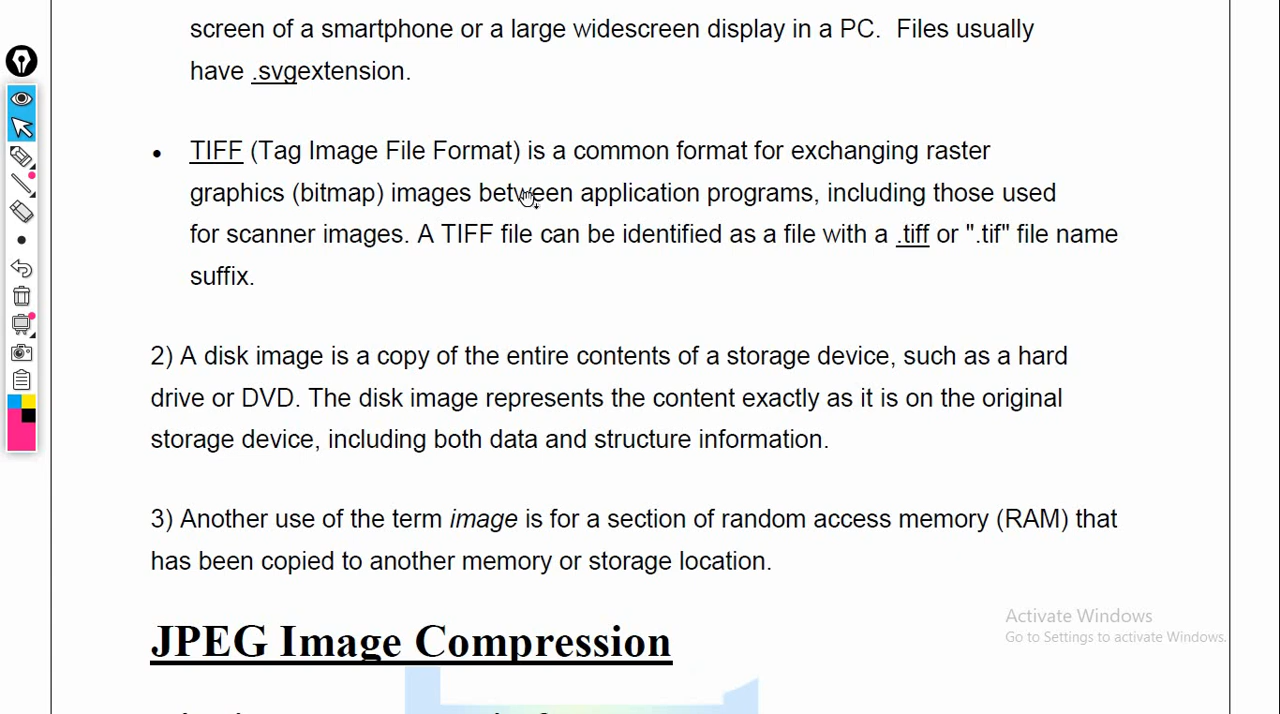 screen of a smartphone or a large widescreen display in a PC.  Files usually
have .svgextension.
• TIFF (Tag Image File Format) is a common format for exchanging raster
graphics (bitmap) images between application programs, including those used
for scanner images. A TIFF file can be identified as a file with a .tiff or ".tif" file name
suffix.
2) A disk image is a copy of the entire contents of a storage device, such as a hard
drive or DVD. The disk image represents the content exactly as it is on the original
storage device, including both data and structure information.
3) Another use of the term image is for a section of random access memory (RAM) that
has been copied to another memory or storage location.
Activate Windows
Go to Settings to activate Windows.
JPEG Image Compression